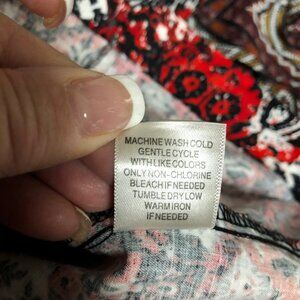 MACHINE WASH COLD
GENTLE CYCLE
WITH LIKE COLORS
ONLY NON-CHLORINE
BLEACH IF NEEDED
TUMBLE DRY LOW
WARM IRON
IF NEEDED